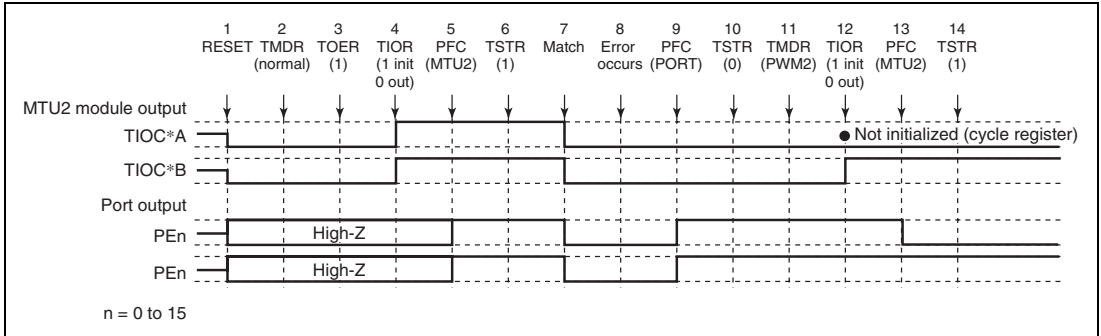 1 2 3 4 5 6 7 8 9 10 11 12 13 14
RESET TMDR TOER TIOR PFC TSTR Match Error PFC TSTR TMDR TIOR PFC TSTR
(normal) (1) (1 init (MTU2) (1) occurs (PORT) (0) (PWM2) (1 init (MTU2) (1)
0 out) 0 out)
MTU2 module output
TIOC*A ● Not initialized (cycle register)
TIOC*B
Port output
PEn High-Z
PEn High-Z
n = 0 to 15